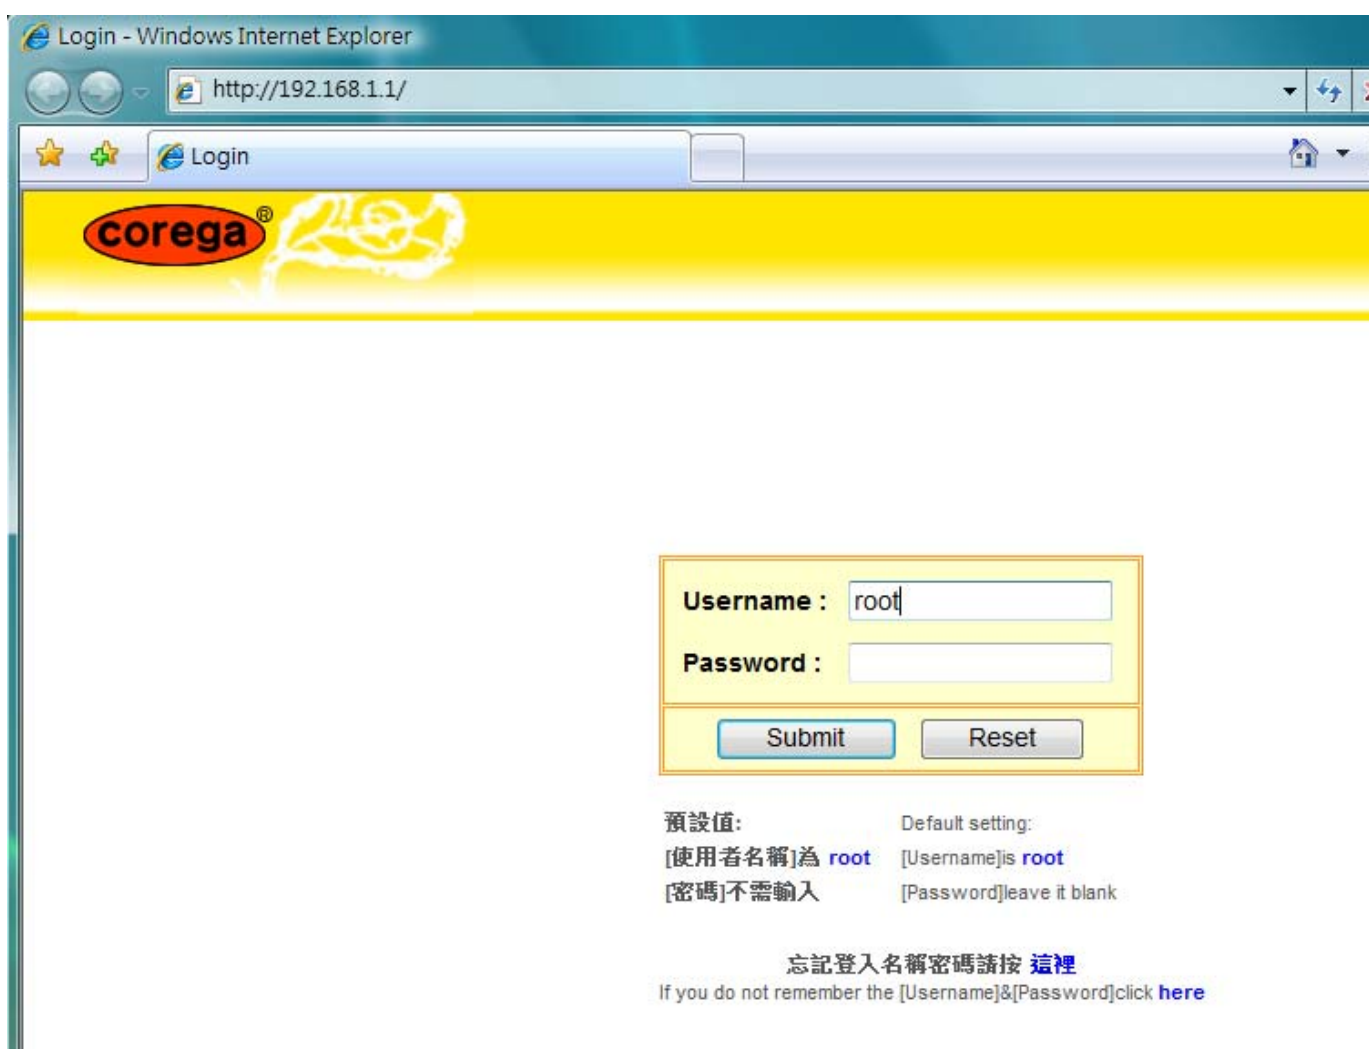 Login - Windows Internet Explorer
http://192.168.1.1/
Login
corega®
Username : root
Password :
Submit Reset
預設值: Default setting:
[使用者名稱]為 root [Username]is root
[密碼]不需輸入 [Password]leave it blank
忘記登入名稱密碼請按 這裡
If you do not remember the [Username]&[Password]click here